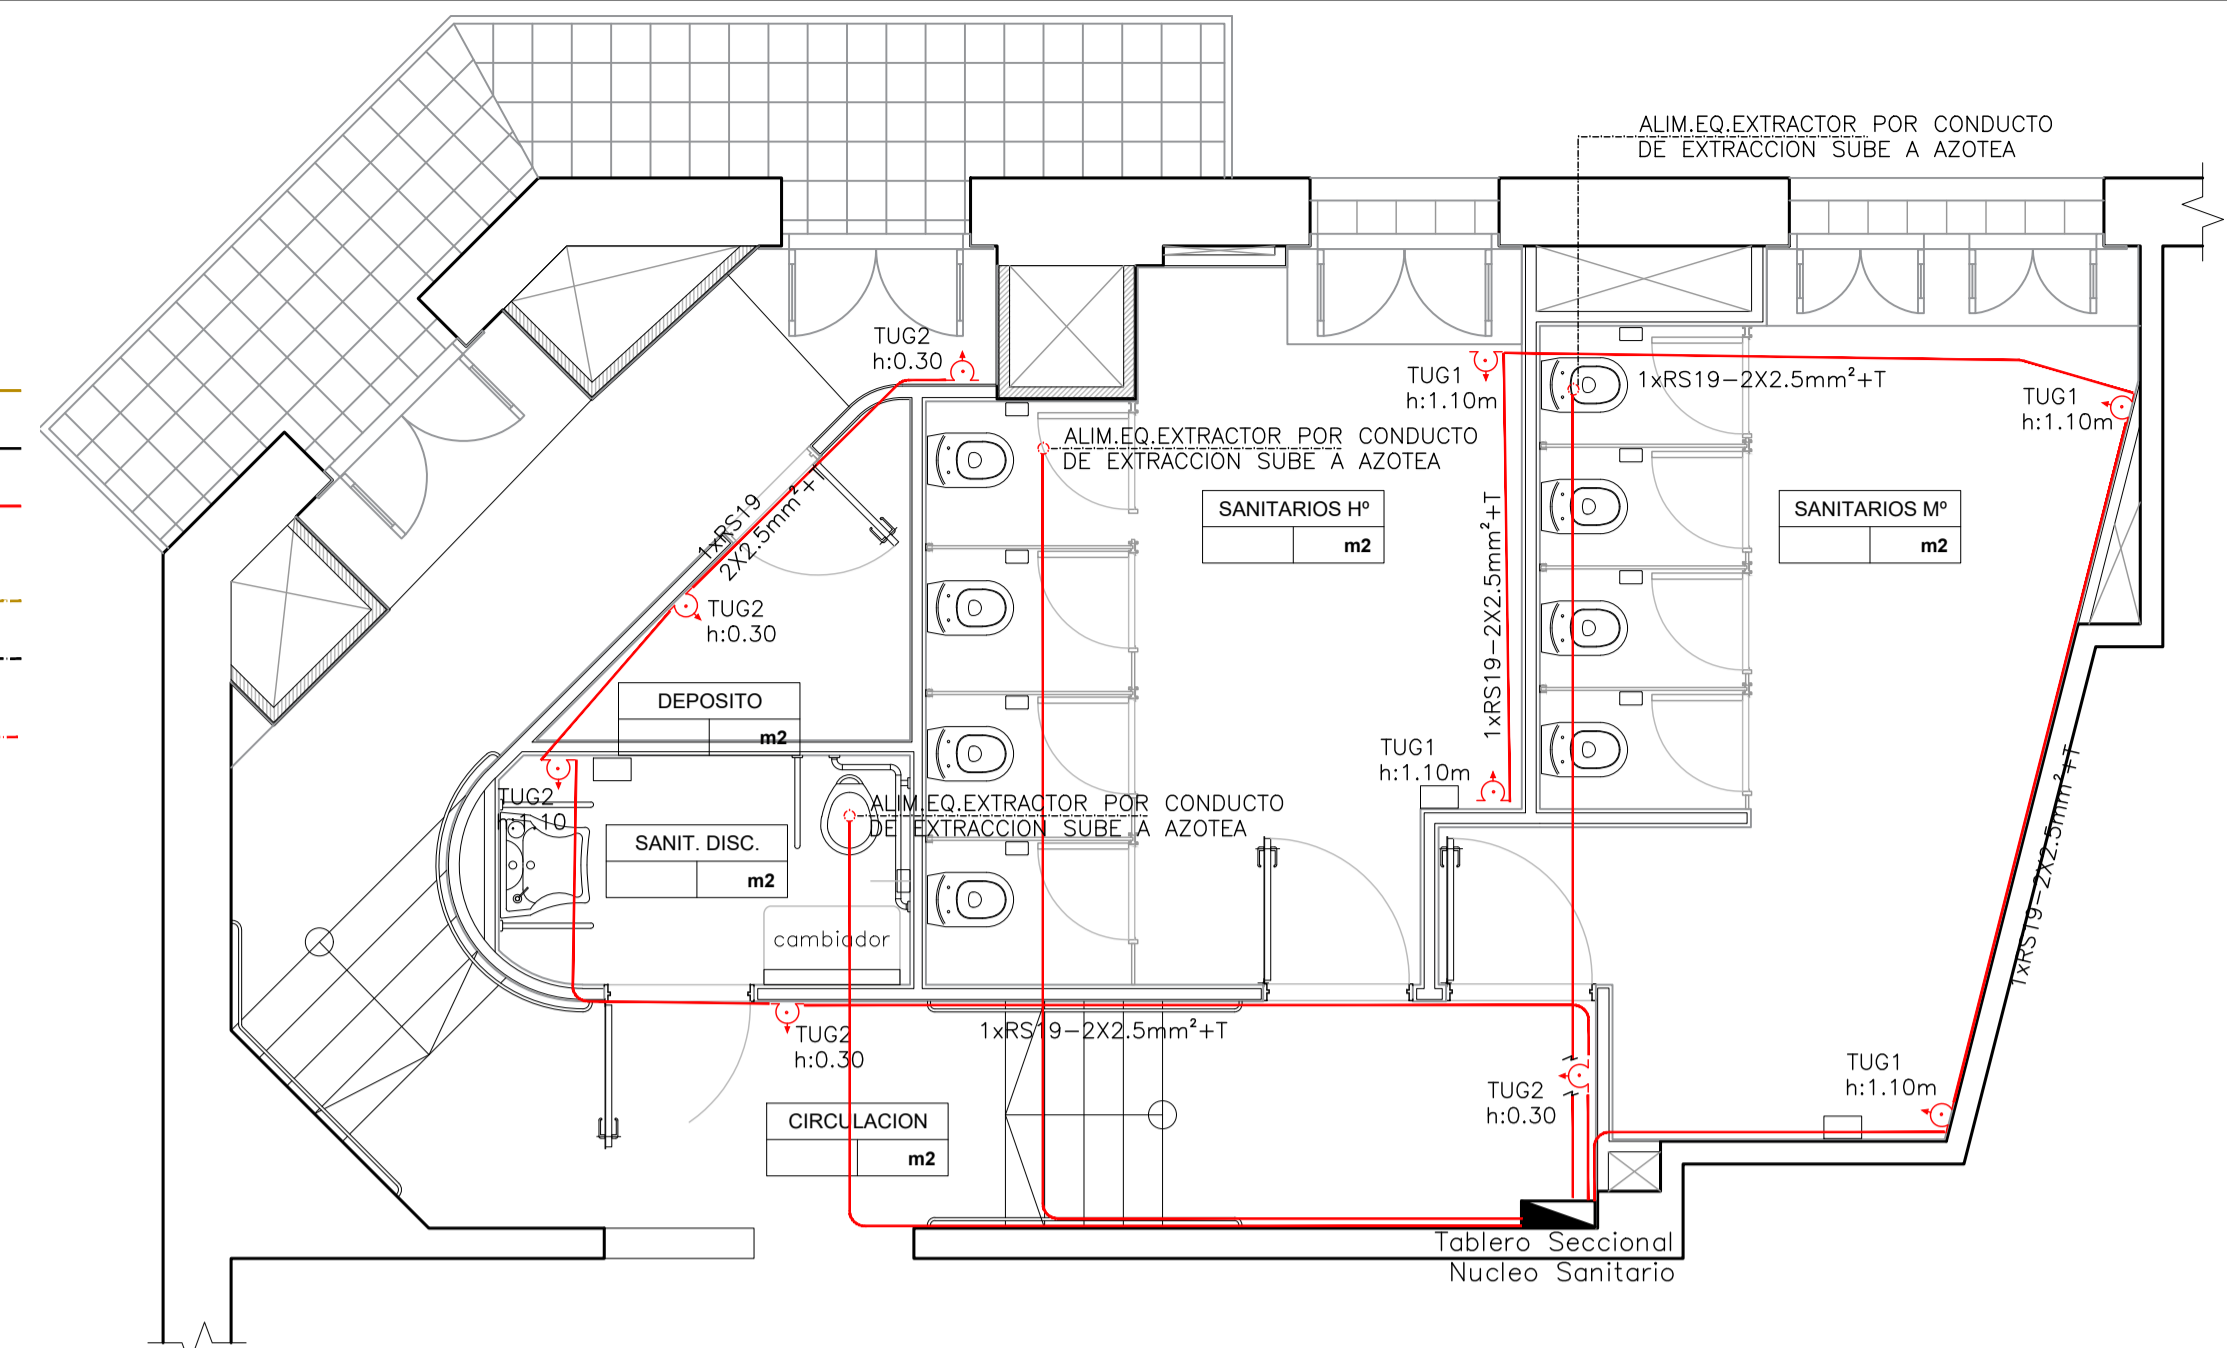 ALIM.EQ.EXTRACTOR POR CONDUCTO
DE EXTRACCION SUBE A AZOTEA
TUG2
h:0.30
TUG1
h:1.10m
1xRS19-2X2.5mm²+T
TUG1
h:1.10m
ALIM.EQ.EXTRACTOR POR CONDUCTO
DE EXTRACCION SUBE A AZOTEA
SANITARIOS Hº
m2
SANITARIOS Mº
m2
1xRS19
2X2.5mm²+T
1xRS19-2X2.5mm²+T
TUG2
h:0.30
DEPOSITO
m2
TUG1
h:1.10m
1xRS19-2X2.5mm²+T
TUG2
h:1.10
ALIM.EQ.EXTRACTOR POR CONDUCTO
DE EXTRACCION SUBE A AZOTEA
SANIT. DISC.
m2
cambiador
TUG2
h:0.30
1xRS19-2X2.5mm²+T
TUG2
h:0.30
TUG1
h:1.10m
CIRCULACION
m2
Tablero Seccional
Nucleo Sanitario